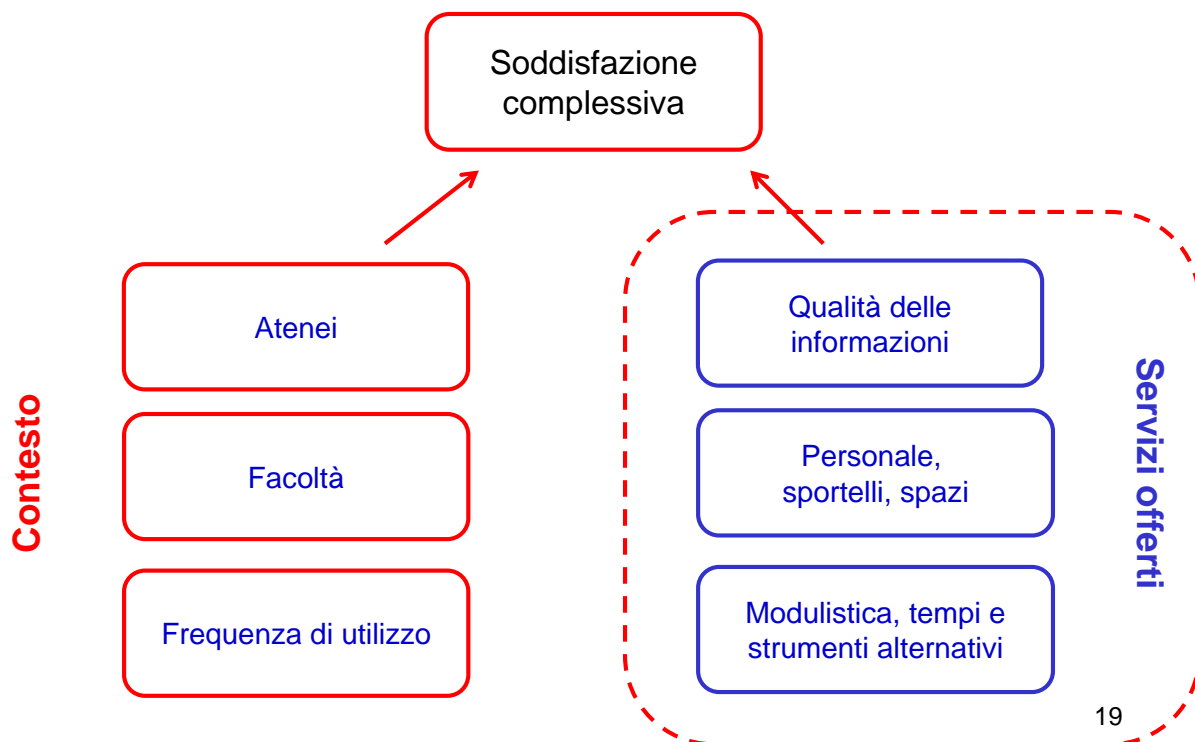 Soddisfazione
complessiva
Contesto
Atenei
Facoltà
Frequenza di utilizzo
Qualità delle
informazioni
Personale,
sportelli, spazi
Modulistica, tempi e
strumenti alternativi
Servizi offerti
19